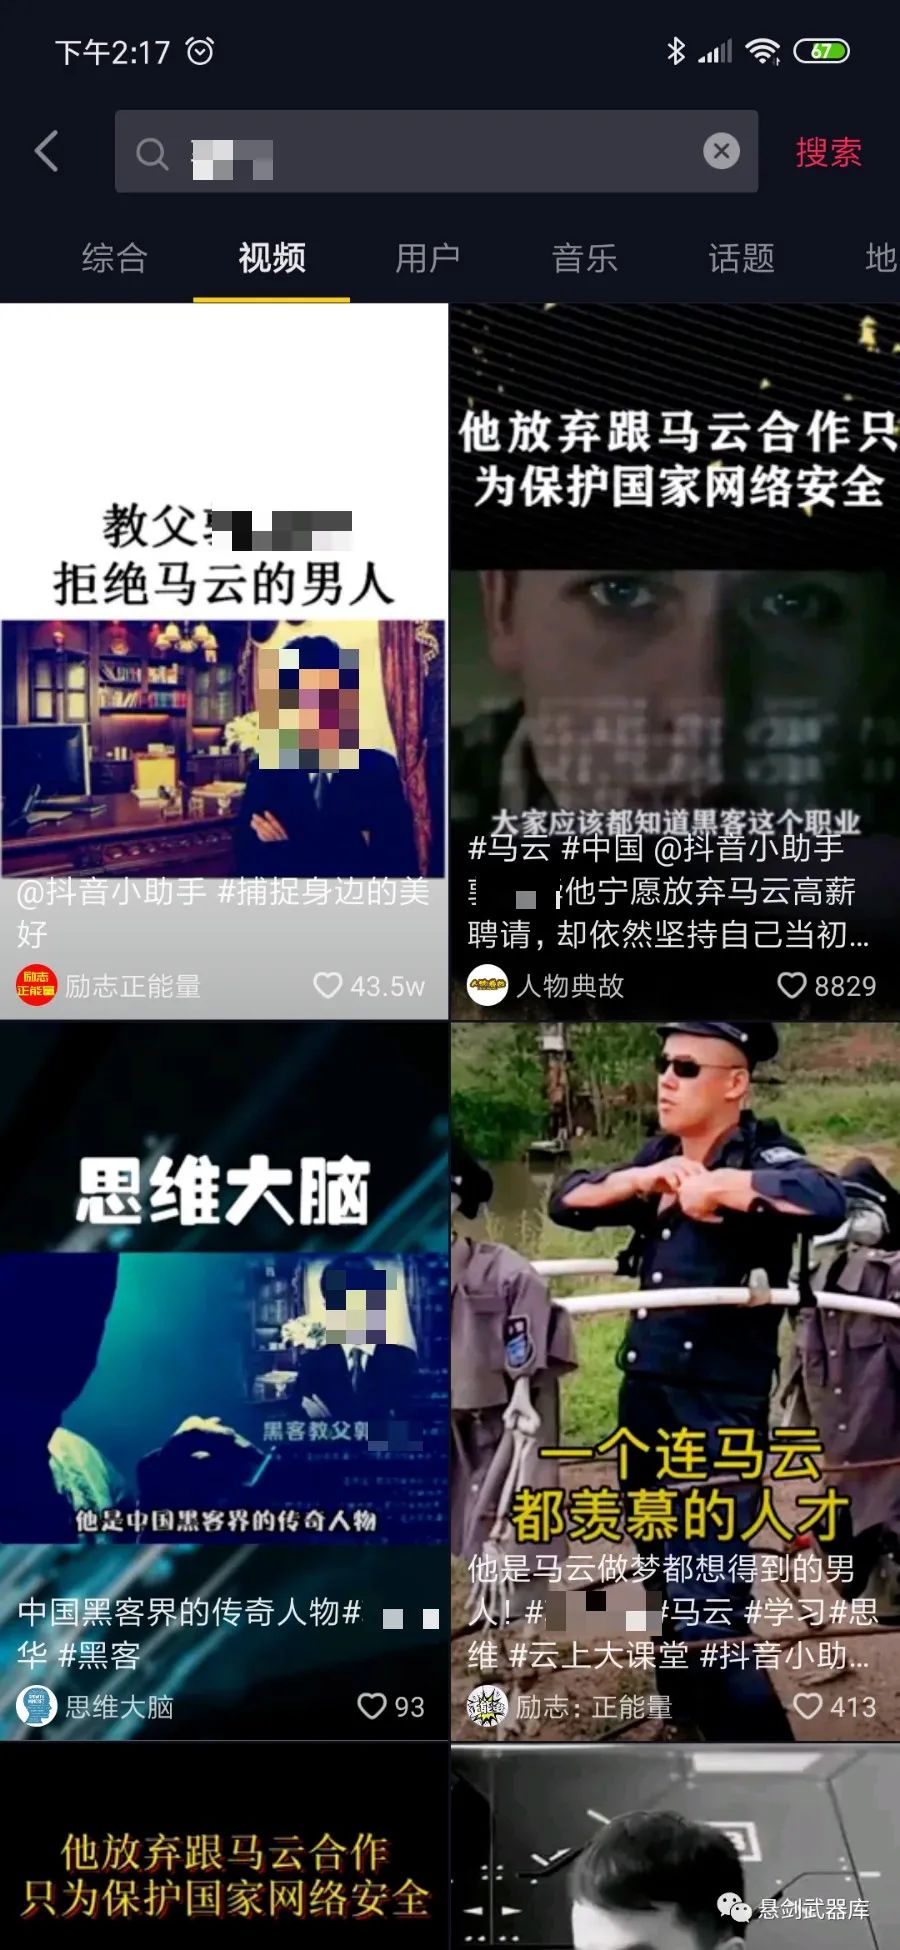 下午2:17
67
搜索
综合
视频
用户
音乐
话题
地
教父
拒绝马云的男人
@抖音小助手 #捕捉身边的美
好
励志
正能量
励志正能量
43.5w
他放弃跟马云合作只
为保护国家网络安全
大家应该都知道黑客这个职业
#马云 #中国 @抖音小助手
他宁愿放弃马云高薪
聘请，却依然坚持自己当初...
人物典故
8829
思维大脑
黑客教父郭
他是中国黑客界的传奇人物
中国黑客界的传奇人物#
华 #黑客
思维大脑
93
一个连马云
都羡慕的人才
他是马云做梦都想得到的男
人！#
#马云 #学习#思
维 #云上大课堂 #抖音小助...
励志：正能量
413
他放弃跟马云合作
只为保护国家网络安全
悬剑武器库